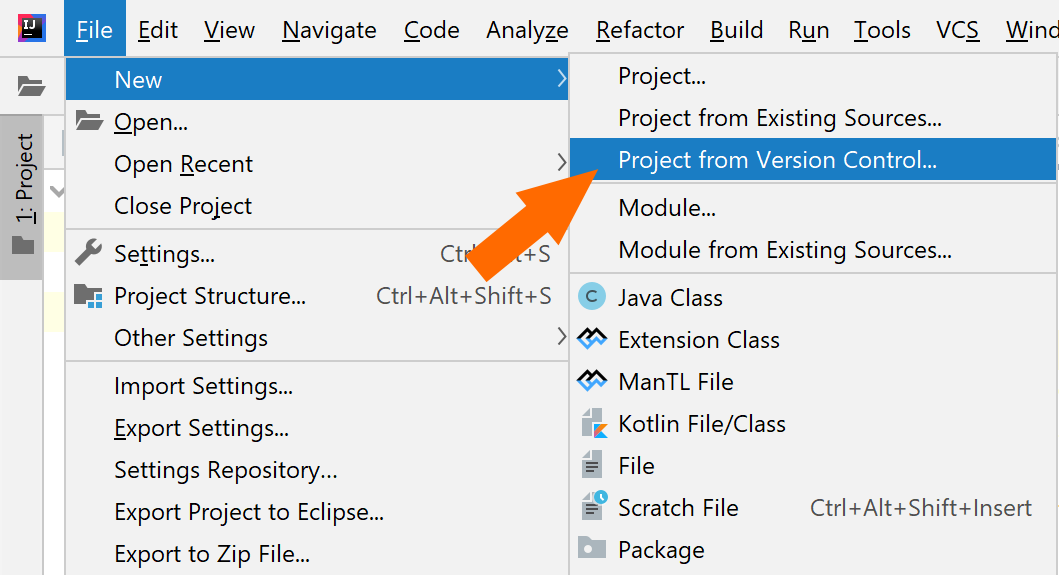 IJ
File Edit View Navigate Code Analyze Refactor Build Run Tools VCS
1: Project
New
Open...
Open Recent
Close Project
Settings...
Project Structure... Ctrl+Alt+Shift+S
Other Settings
Import Settings...
Export Settings...
Settings Repository...
Export Project to Eclipse...
Export to Zip File...
Project...
Project from Existing Sources...
Project from Version Control...
Module...
Module from Existing Sources...
C Java Class
Extension Class
ManTL File
Kotlin File/Class
File
Scratch File Ctrl+Alt+Shift+Insert
Package